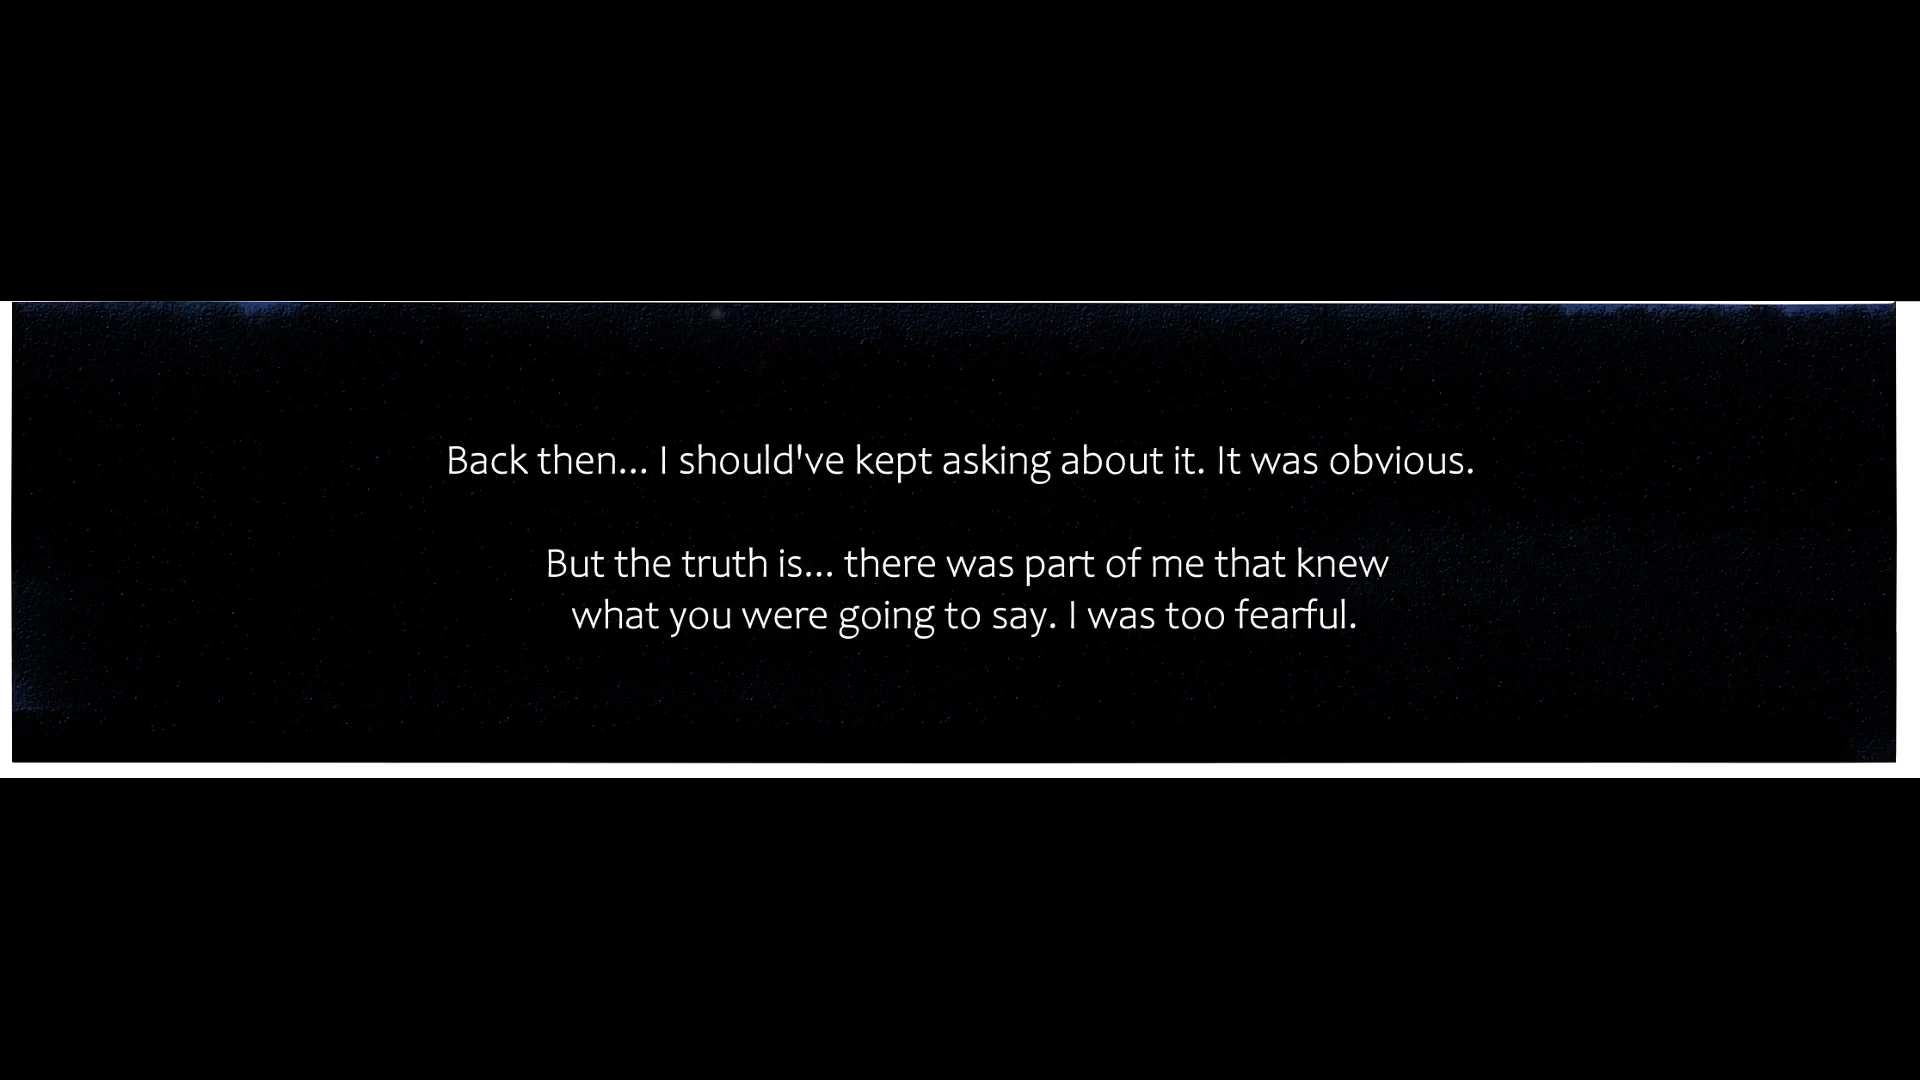 Back then... I should've kept asking about it. It was obvious.
But the truth is... there was part of me that knew
what you were going to say. I was too fearful.